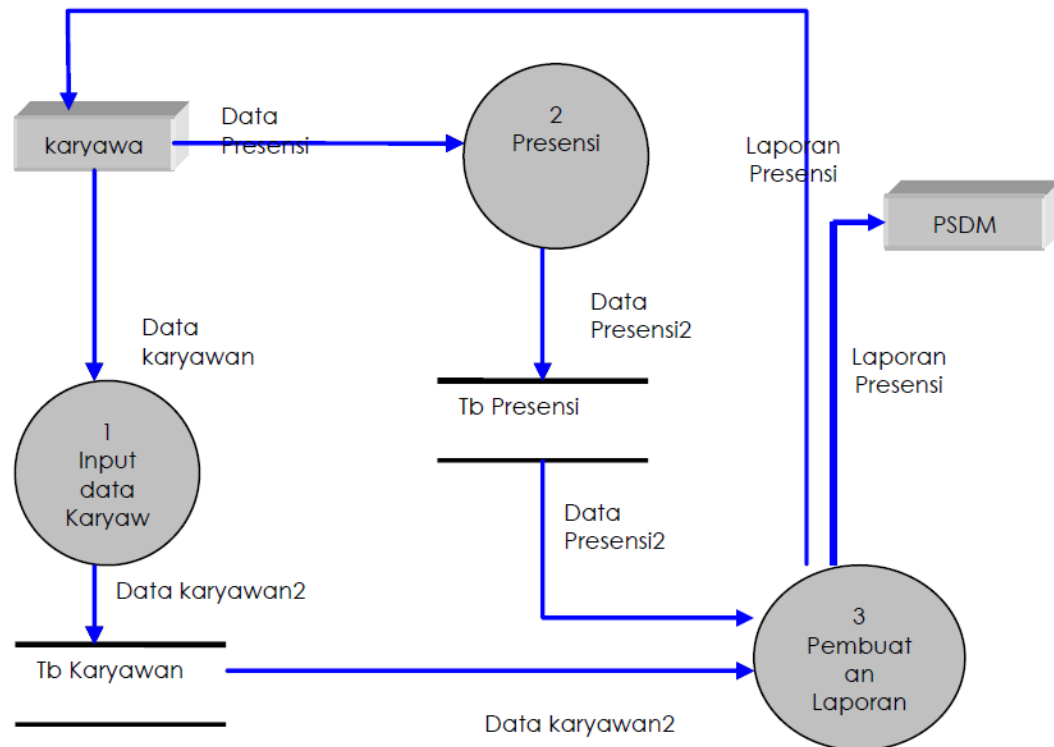 karyawa
Data
Presensi
2
Presensi
Laporan
Presensi
PSDM
Data
karyawan
Data
Presensi2
Laporan
Presensi
Tb Presensi
1
Input
data
Karyaw
Data
Presensi2
Data karyawan2
3
Pembuat
an
Laporan
Tb Karyawan
Data karyawan2